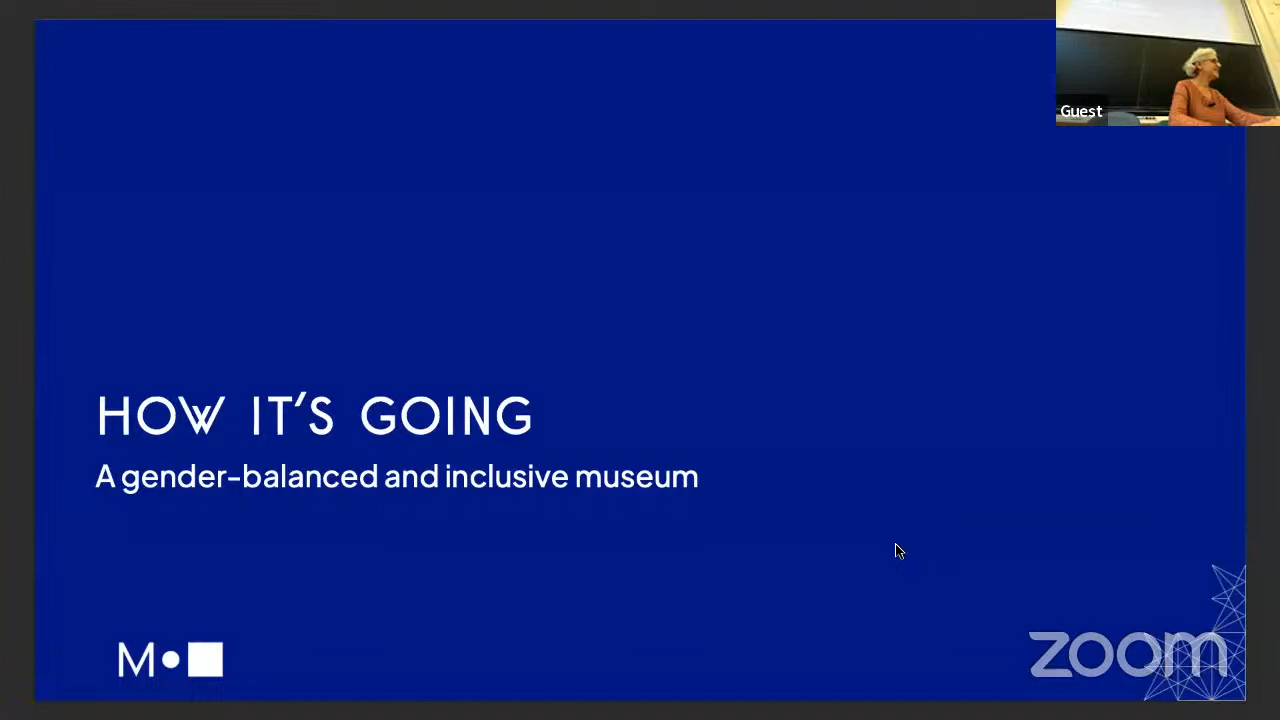 Guest
HOW IT'S GOING
A gender-balanced and inclusive museum
M
zoom